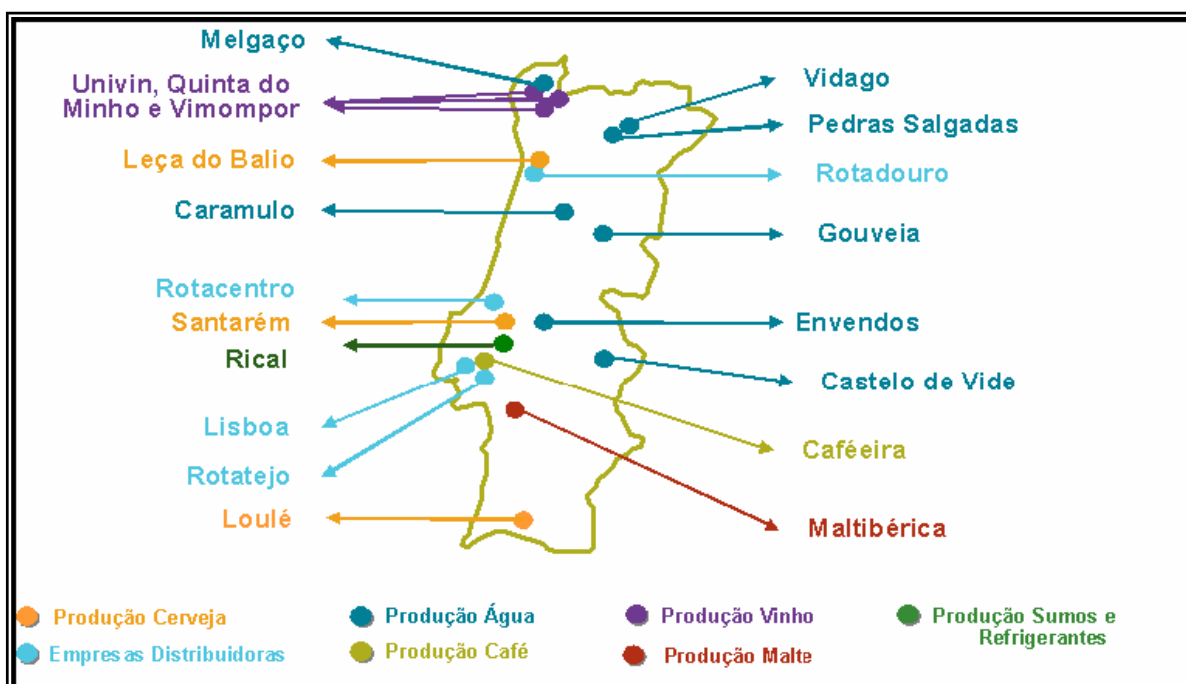 Melgaço
Univin, Quinta do
Minho e Vimompor
Leça do Balio
Caramulo
Rotacentro
Santarém
Rical
Lisboa
Rotatejo
Loulé
Vidago
Pedras Salgadas
Rotadouro
Gouveia
Envendos
Castelo de Vide
Caféeira
Maltibérica
Produção Cerveja
Produção Água
Produção Vinho
Produção Sumos e
Refrigerantes
Empresas Distribuidoras
Produção Café
Produção Malte